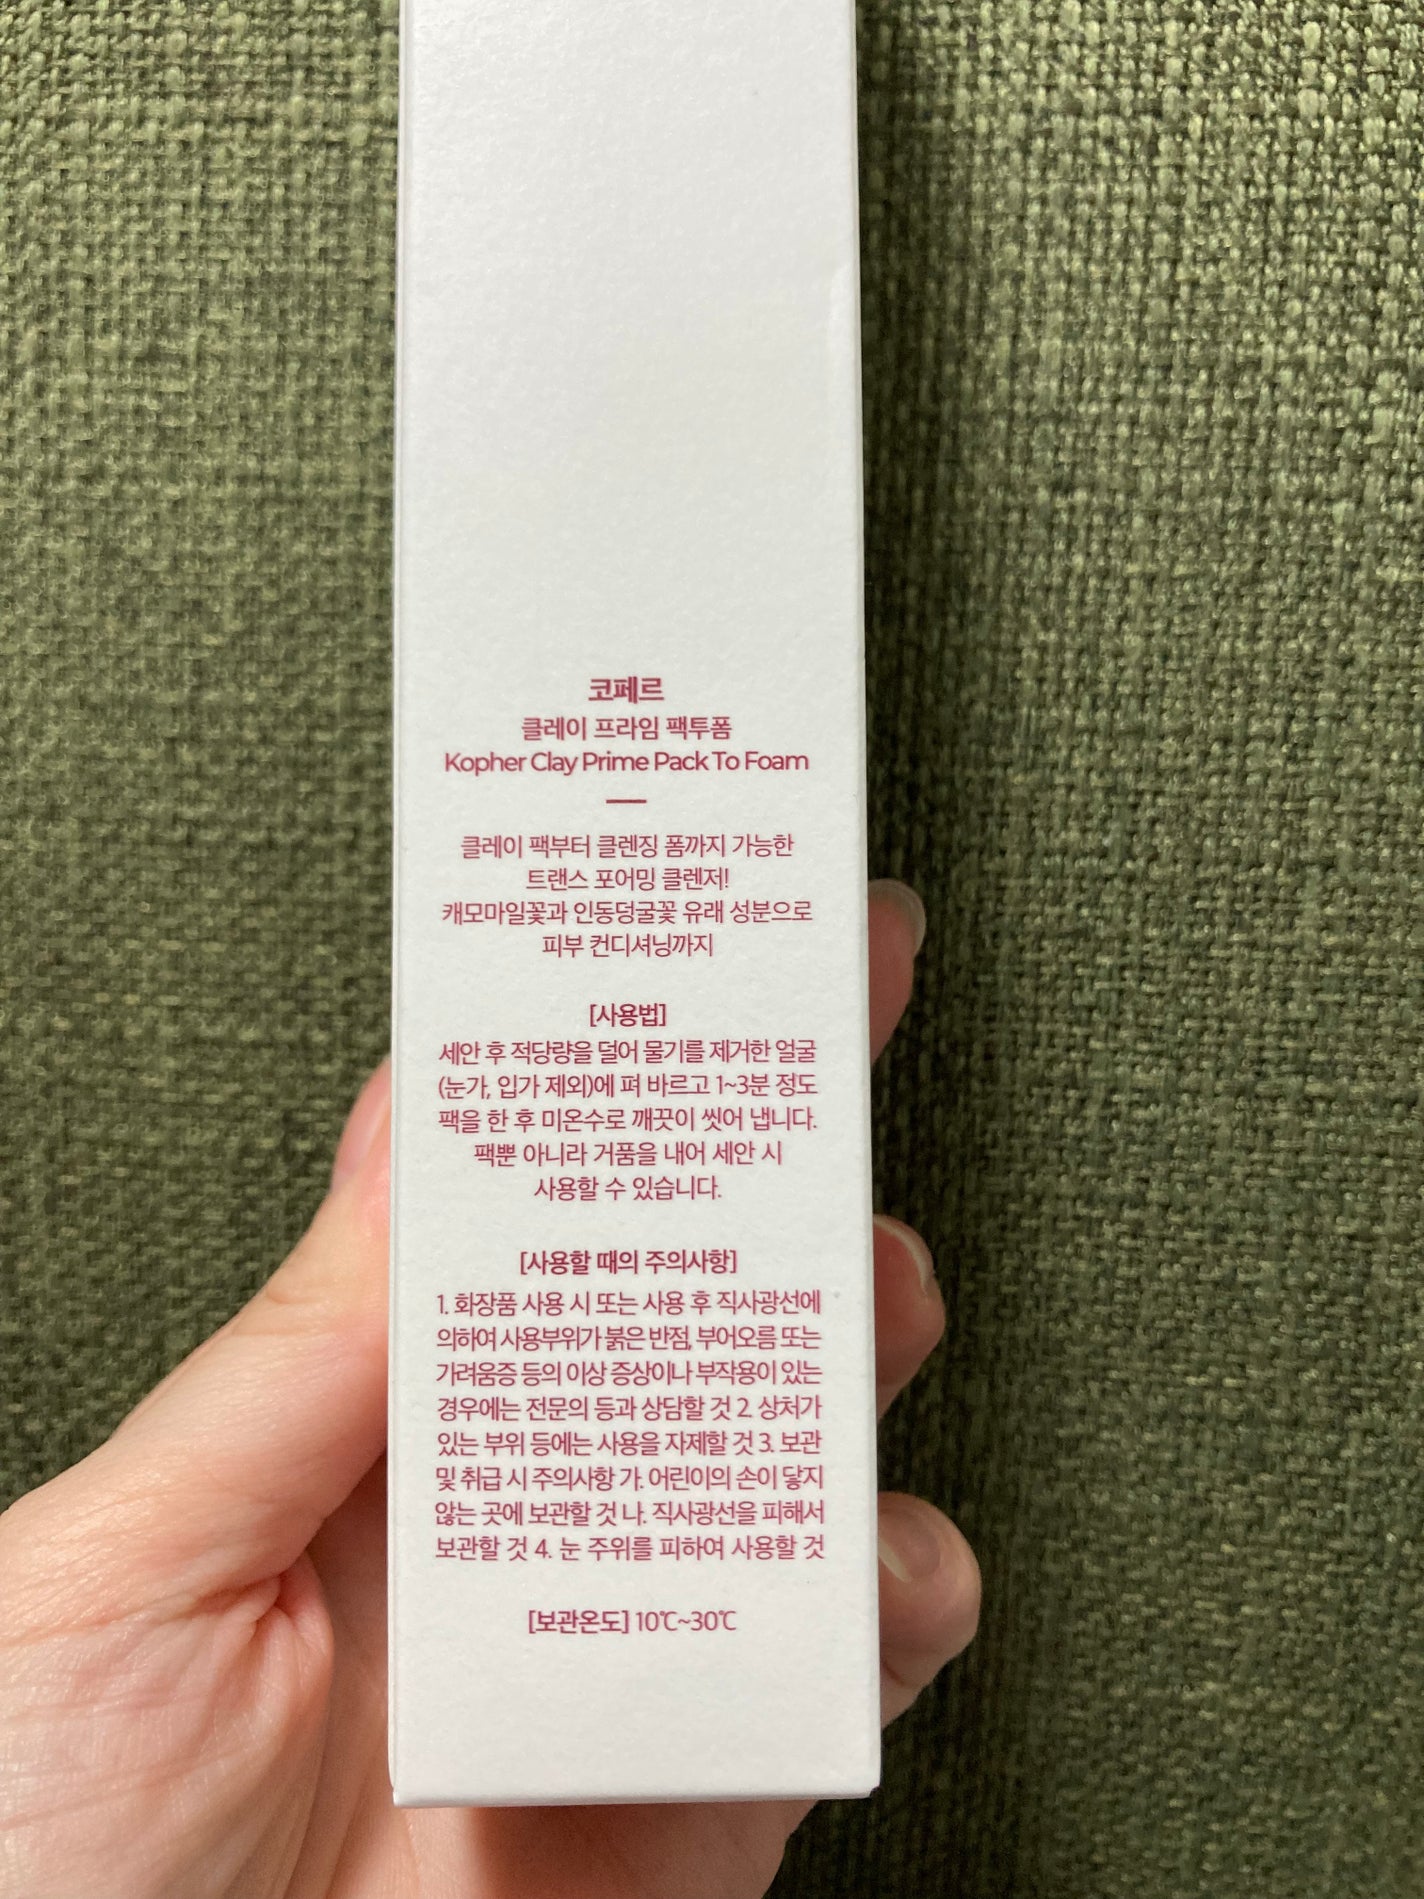 코페르
클레이 프라임 팩투폼
Kopher Clay Prime Pack To Foam
클레이 팩부터 클렌징 폼까지 가능한
트랜스 포어밍 클렌저!
캐모마일꽃과 인동덩굴꽃 유래 성분으로
피부 컨디셔닝까지
[사용법]
세안 후 적당량을 덜어 물기를 제거한 얼굴
(눈가, 입가 제외)에 펴 바르고 1~3분 정도
팩을 한 후 미온수로 깨끗이 씻어 냅니다.
팩뿐 아니라 거품을 내어 세안 시
사용할 수 있습니다.
[사용할 때의 주의사항]
1. 화장품 사용 시 또는 사용 후 직사광선에
의하여 사용부위가 붉은 반점, 부어오름 또는
가려움증 등의 이상 증상이나 부작용이 있는
경우에는 전문의 등과 상담할 것 2. 상처가
있는 부위 등에는 사용을 자제할 것 3. 보관
및 취급 시 주의사항 가. 어린이의 손이 닿지
않는 곳에 보관할 것 나. 직사광선을 피해서
보관할 것 4. 눈 주위를 피하여 사용할 것
[보관온도] 10℃~30℃